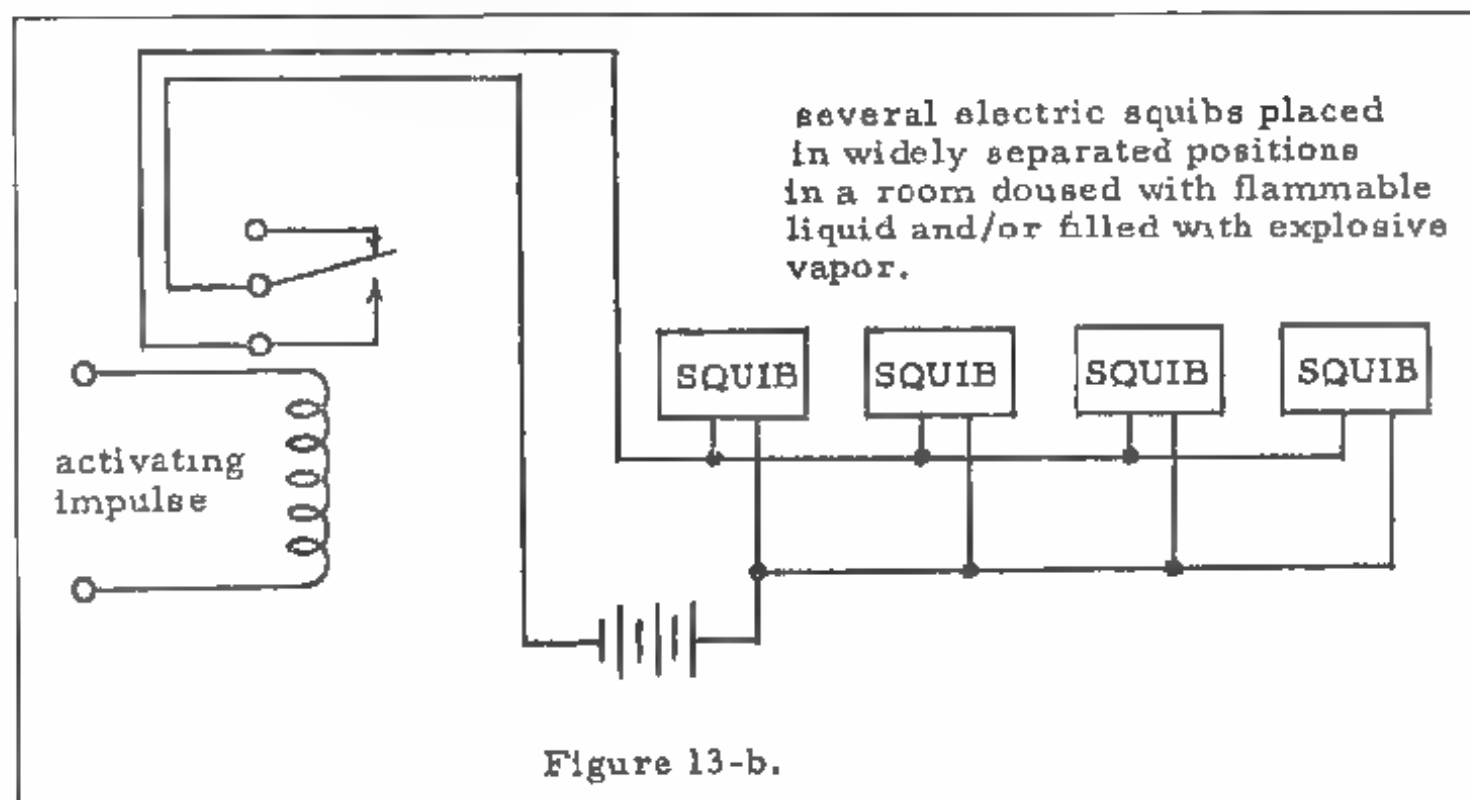 several electric squibs placed
in widely separated positions
in a room doused with flammable
liquid and/or filled with explosive
vapor.
SQUIB SQUIB SQUIB SQUIB
activating
impulse
Figure 13-b.